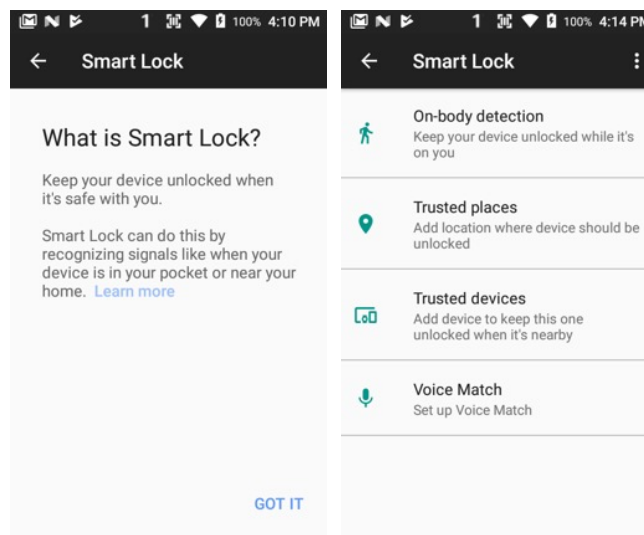 1 100% 4:10 PM
Smart Lock
What is Smart Lock?
Keep your device unlocked when
it's safe with you.
Smart Lock can do this by
recognizing signals like when your
device is in your pocket or near your
home. Learn more
GOT IT
1 100% 4:14 PM
Smart Lock
On-body detection
Keep your device unlocked while it's
on you
Trusted places
Add location where device should be
unlocked
Trusted devices
Add device to keep this one
unlocked when it's nearby
Voice Match
Set up Voice Match